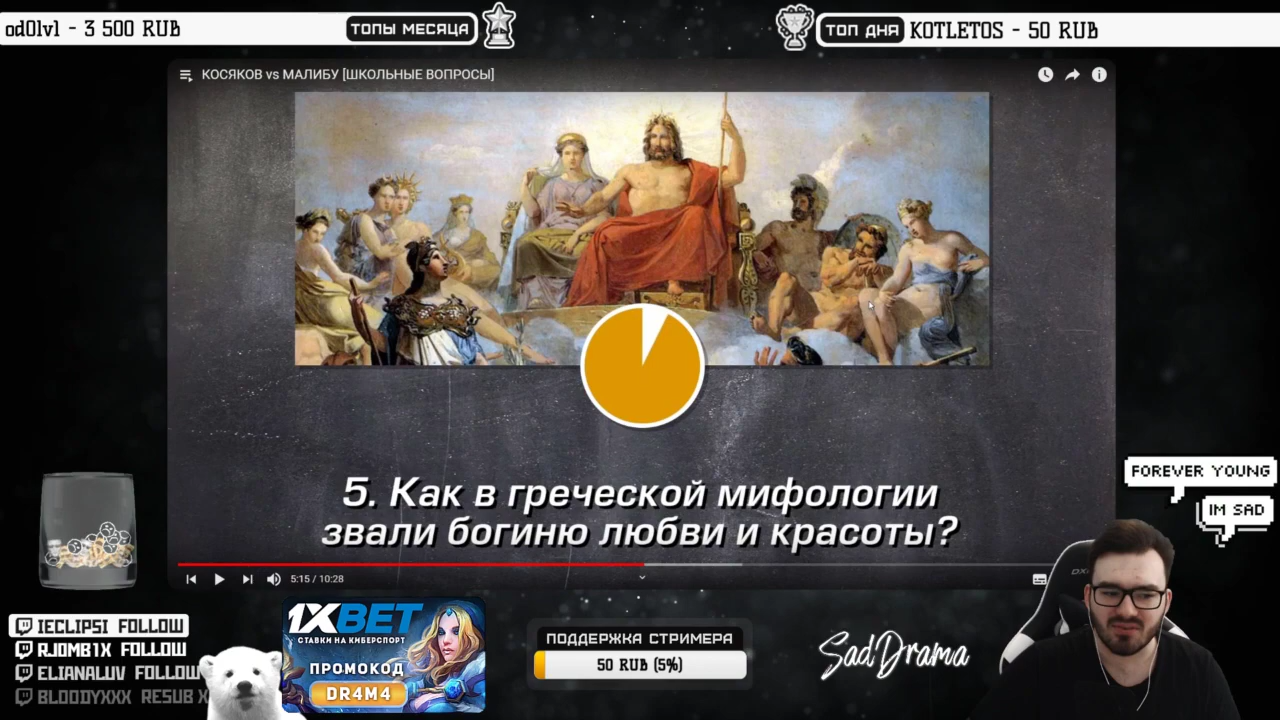 od0lvl - 3 500 RUB
ТОПЫ МЕСЯЦА
ТОП ДНЯ
KOTLETOS - 50 RUB
КОСЯКОВ vs МАЛИБУ [ШКОЛЬНЫЕ ВОПРОСЫ]
5. Как в греческой мифологии
звали богиню любви и красоты?
5:15 / 10:28
FOREVER YOUNG
IM SAD
IECLIPSI FOLLOW
RJOMB1X FOLLOW
ELIANALUV FOLLOW
BLOODYXXX RESUB X
1XBET
СТАВКИ НА КИБЕРСПОРТ
ПРОМОКОД
DR4M4
ПОДДЕРЖКА СТРИМЕРА
50 RUB (5%)
SadDrama